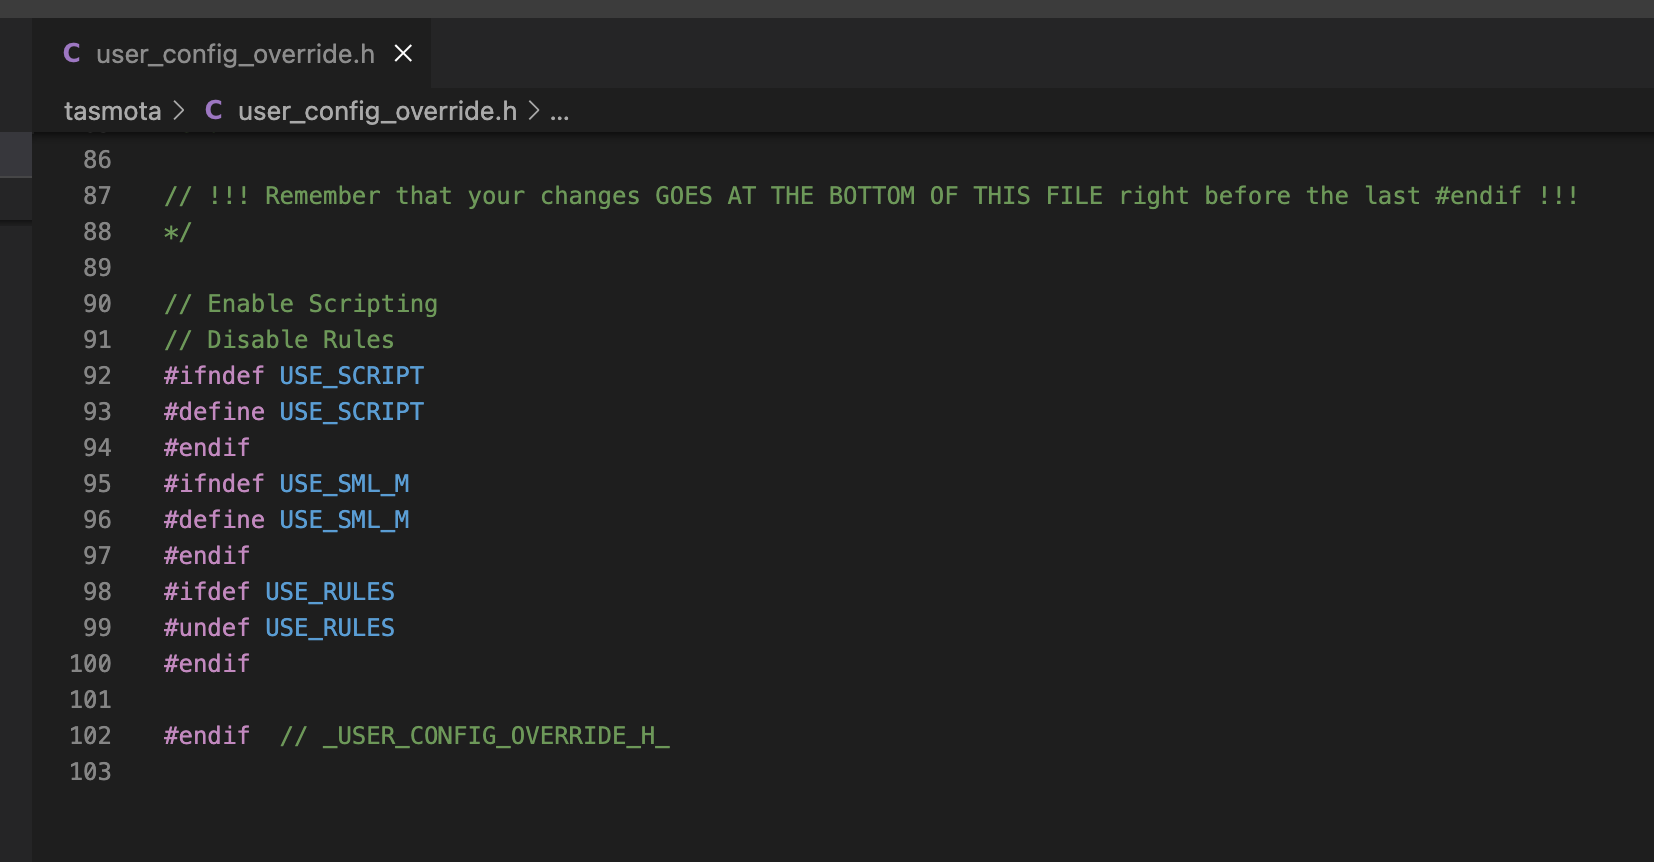 C user_config_override.h ×
tasmota > C user_config_override.h > ...
86
87 // !!! Remember that your changes GOES AT THE BOTTOM OF THIS FILE right before the last #endif !!!
88 */
89
90 // Enable Scripting
91 // Disable Rules
92 #ifndef USE_SCRIPT
93 #define USE_SCRIPT
94 #endif
95 #ifndef USE_SML_M
96 #define USE_SML_M
97 #endif
98 #ifdef USE_RULES
99 #undef USE_RULES
100 #endif
101
102 #endif  // _USER_CONFIG_OVERRIDE_H_
103